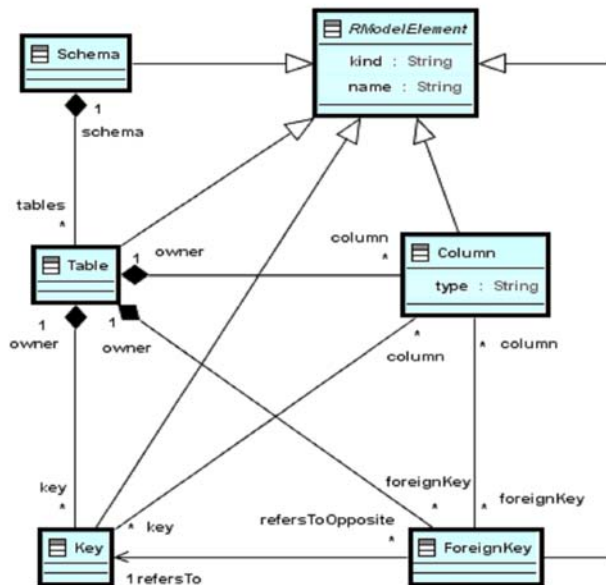 RModelElement
Schema
kind : String
name : String
1
schema
tables
*
1
owner
column
*
Table
Column
type : String
1
owner
1
owner
*
column
*
column
key
*
foreignKey
*
*
foreignKey
refersToOpposite
*
*
key
Key
ForeignKey
1 refersTo